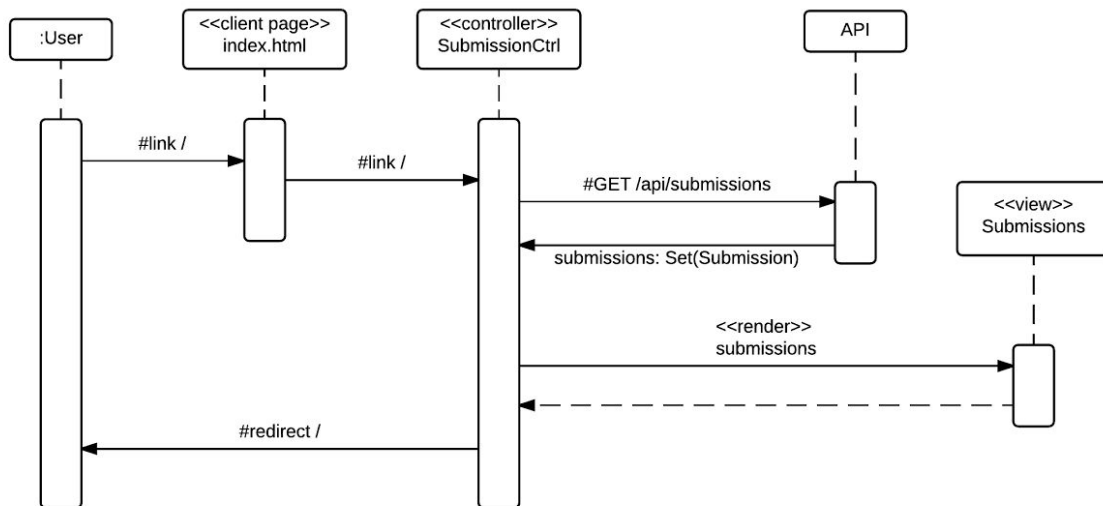 :User
<<client page>>
index.html
<<controller>>
SubmissionCtrl
API
#link /
#link /
#GET /api/submissions
<<view>>
Submissions
submissions: Set(Submission)
<<render>>
submissions
#redirect /